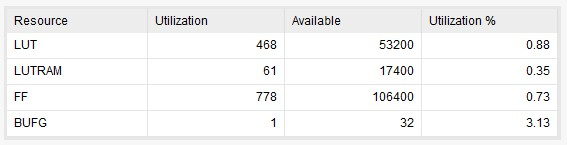 Resource Utilization Available Utilization %
LUT 468 53200 0.88
LUTRAM 61 17400 0.35
FF 778 106400 0.73
BUFG 1 32 3.13